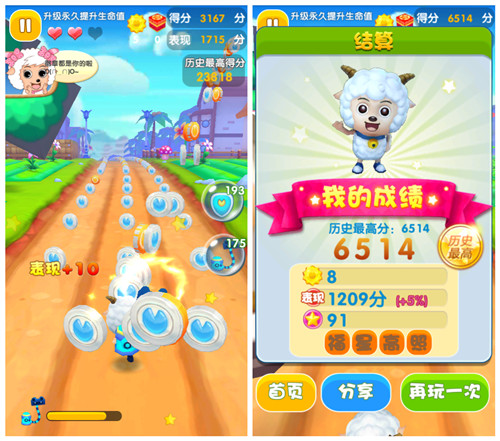 升级永久提升生命值
得分 3167 分
表现 1715 分
历史最高得分
23818
193
175
表现+10
升级永久提升生命值
得分 6514 分
结算
我的成绩
历史最高分：6514
6514
历史
最高
8
表现 1209分 (+5%)
91
福星高照
首页
分享
再玩一次